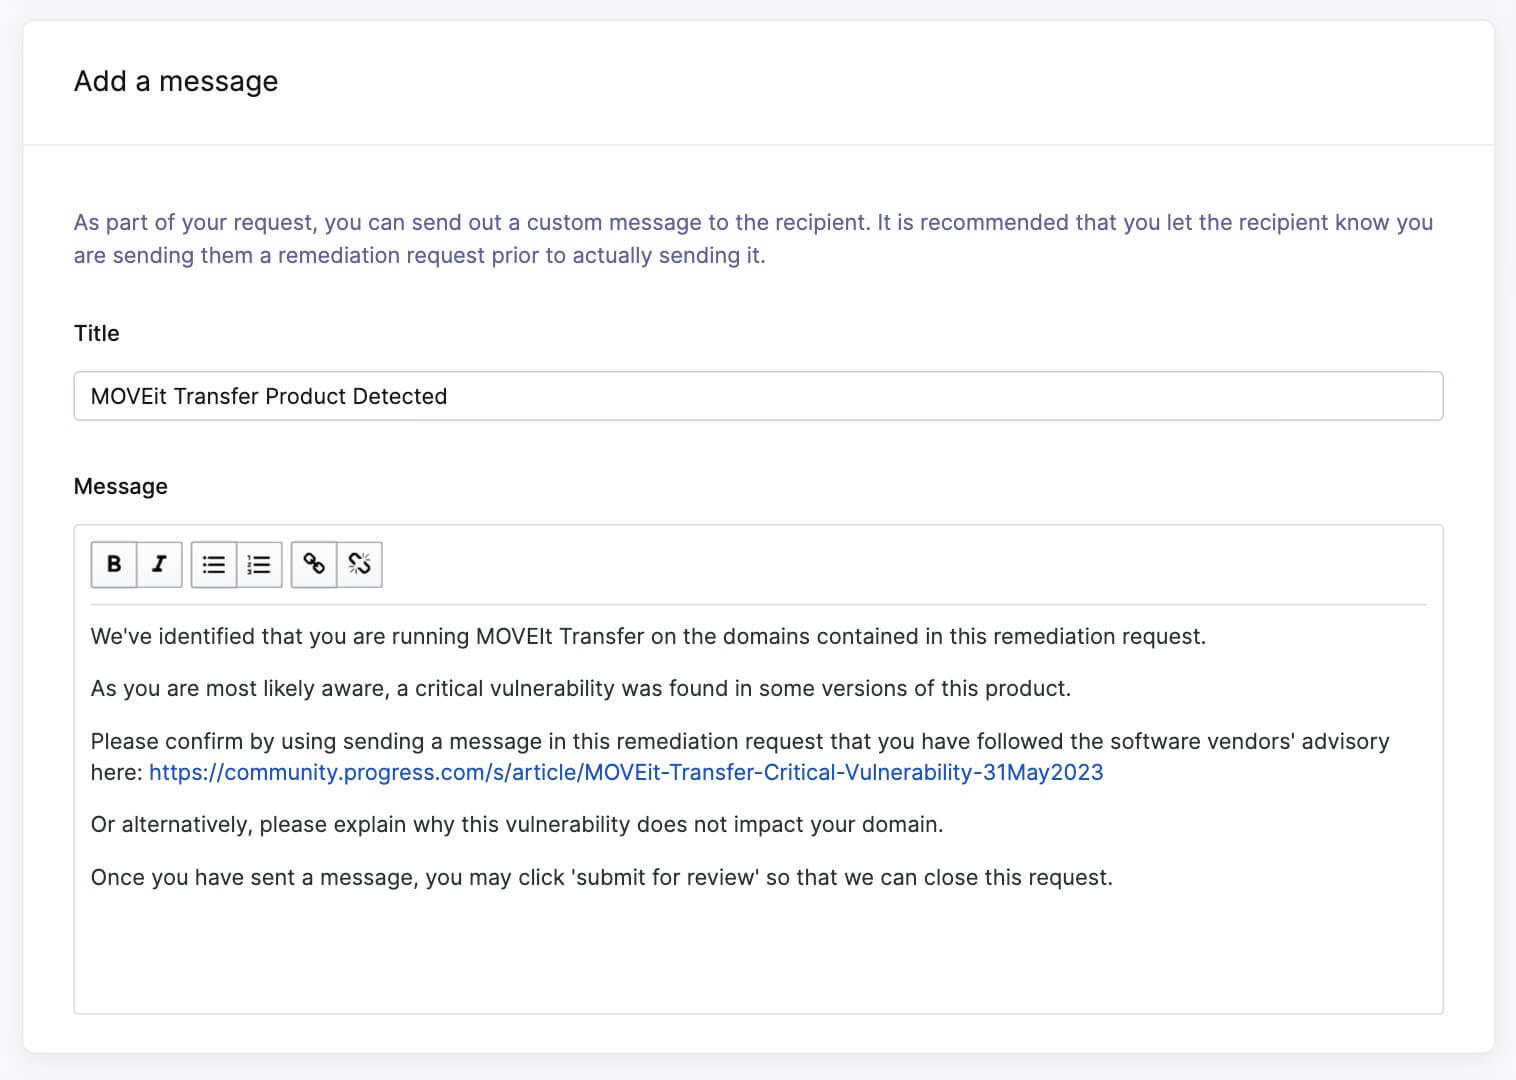 Add a message
As part of your request, you can send out a custom message to the recipient. It is recommended that you let the recipient know you
are sending them a remediation request prior to actually sending it.
Title
MOVEit Transfer Product Detected
Message
B I
We've identified that you are running MOVEIt Transfer on the domains contained in this remediation request.
As you are most likely aware, a critical vulnerability was found in some versions of this product.
Please confirm by using sending a message in this remediation request that you have followed the software vendors' advisory
here: https://community.progress.com/s/article/MOVEit-Transfer-Critical-Vulnerability-31May2023
Or alternatively, please explain why this vulnerability does not impact your domain.
Once you have sent a message, you may click 'submit for review' so that we can close this request.